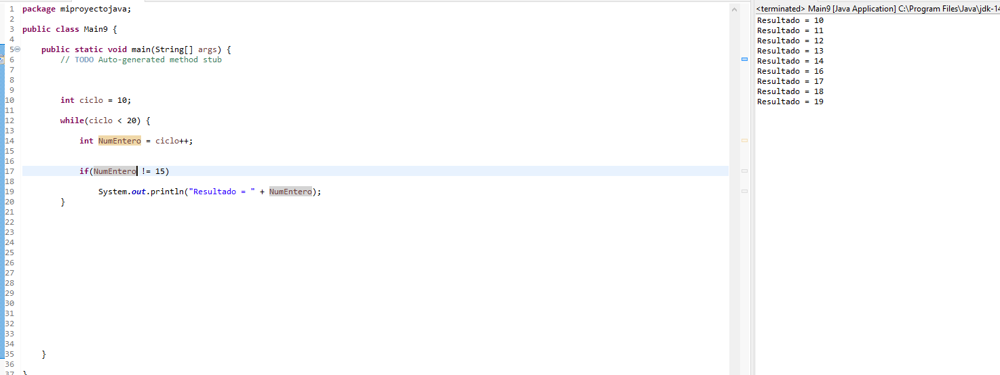 1 package miproyectojava;
2
3 public class Main9 {
4
5 public static void main(String[] args) {
6 // TODO Auto-generated method stub
7
8
9
10 int ciclo = 10;
11
12 while(ciclo < 20) {
13
14 int NumEntero = ciclo++;
15
16
17 if(NumEntero != 15)
18
19 System.out.println("Resultado = " + NumEntero);
20 }
21
22
23
24
25
26
27
28
29
30
31
32
33
34
35 }
36
37 }
<terminated> Main9 [Java Application] C:\Program Files\Java\jdk-14
Resultado = 10
Resultado = 11
Resultado = 12
Resultado = 13
Resultado = 14
Resultado = 16
Resultado = 17
Resultado = 18
Resultado = 19